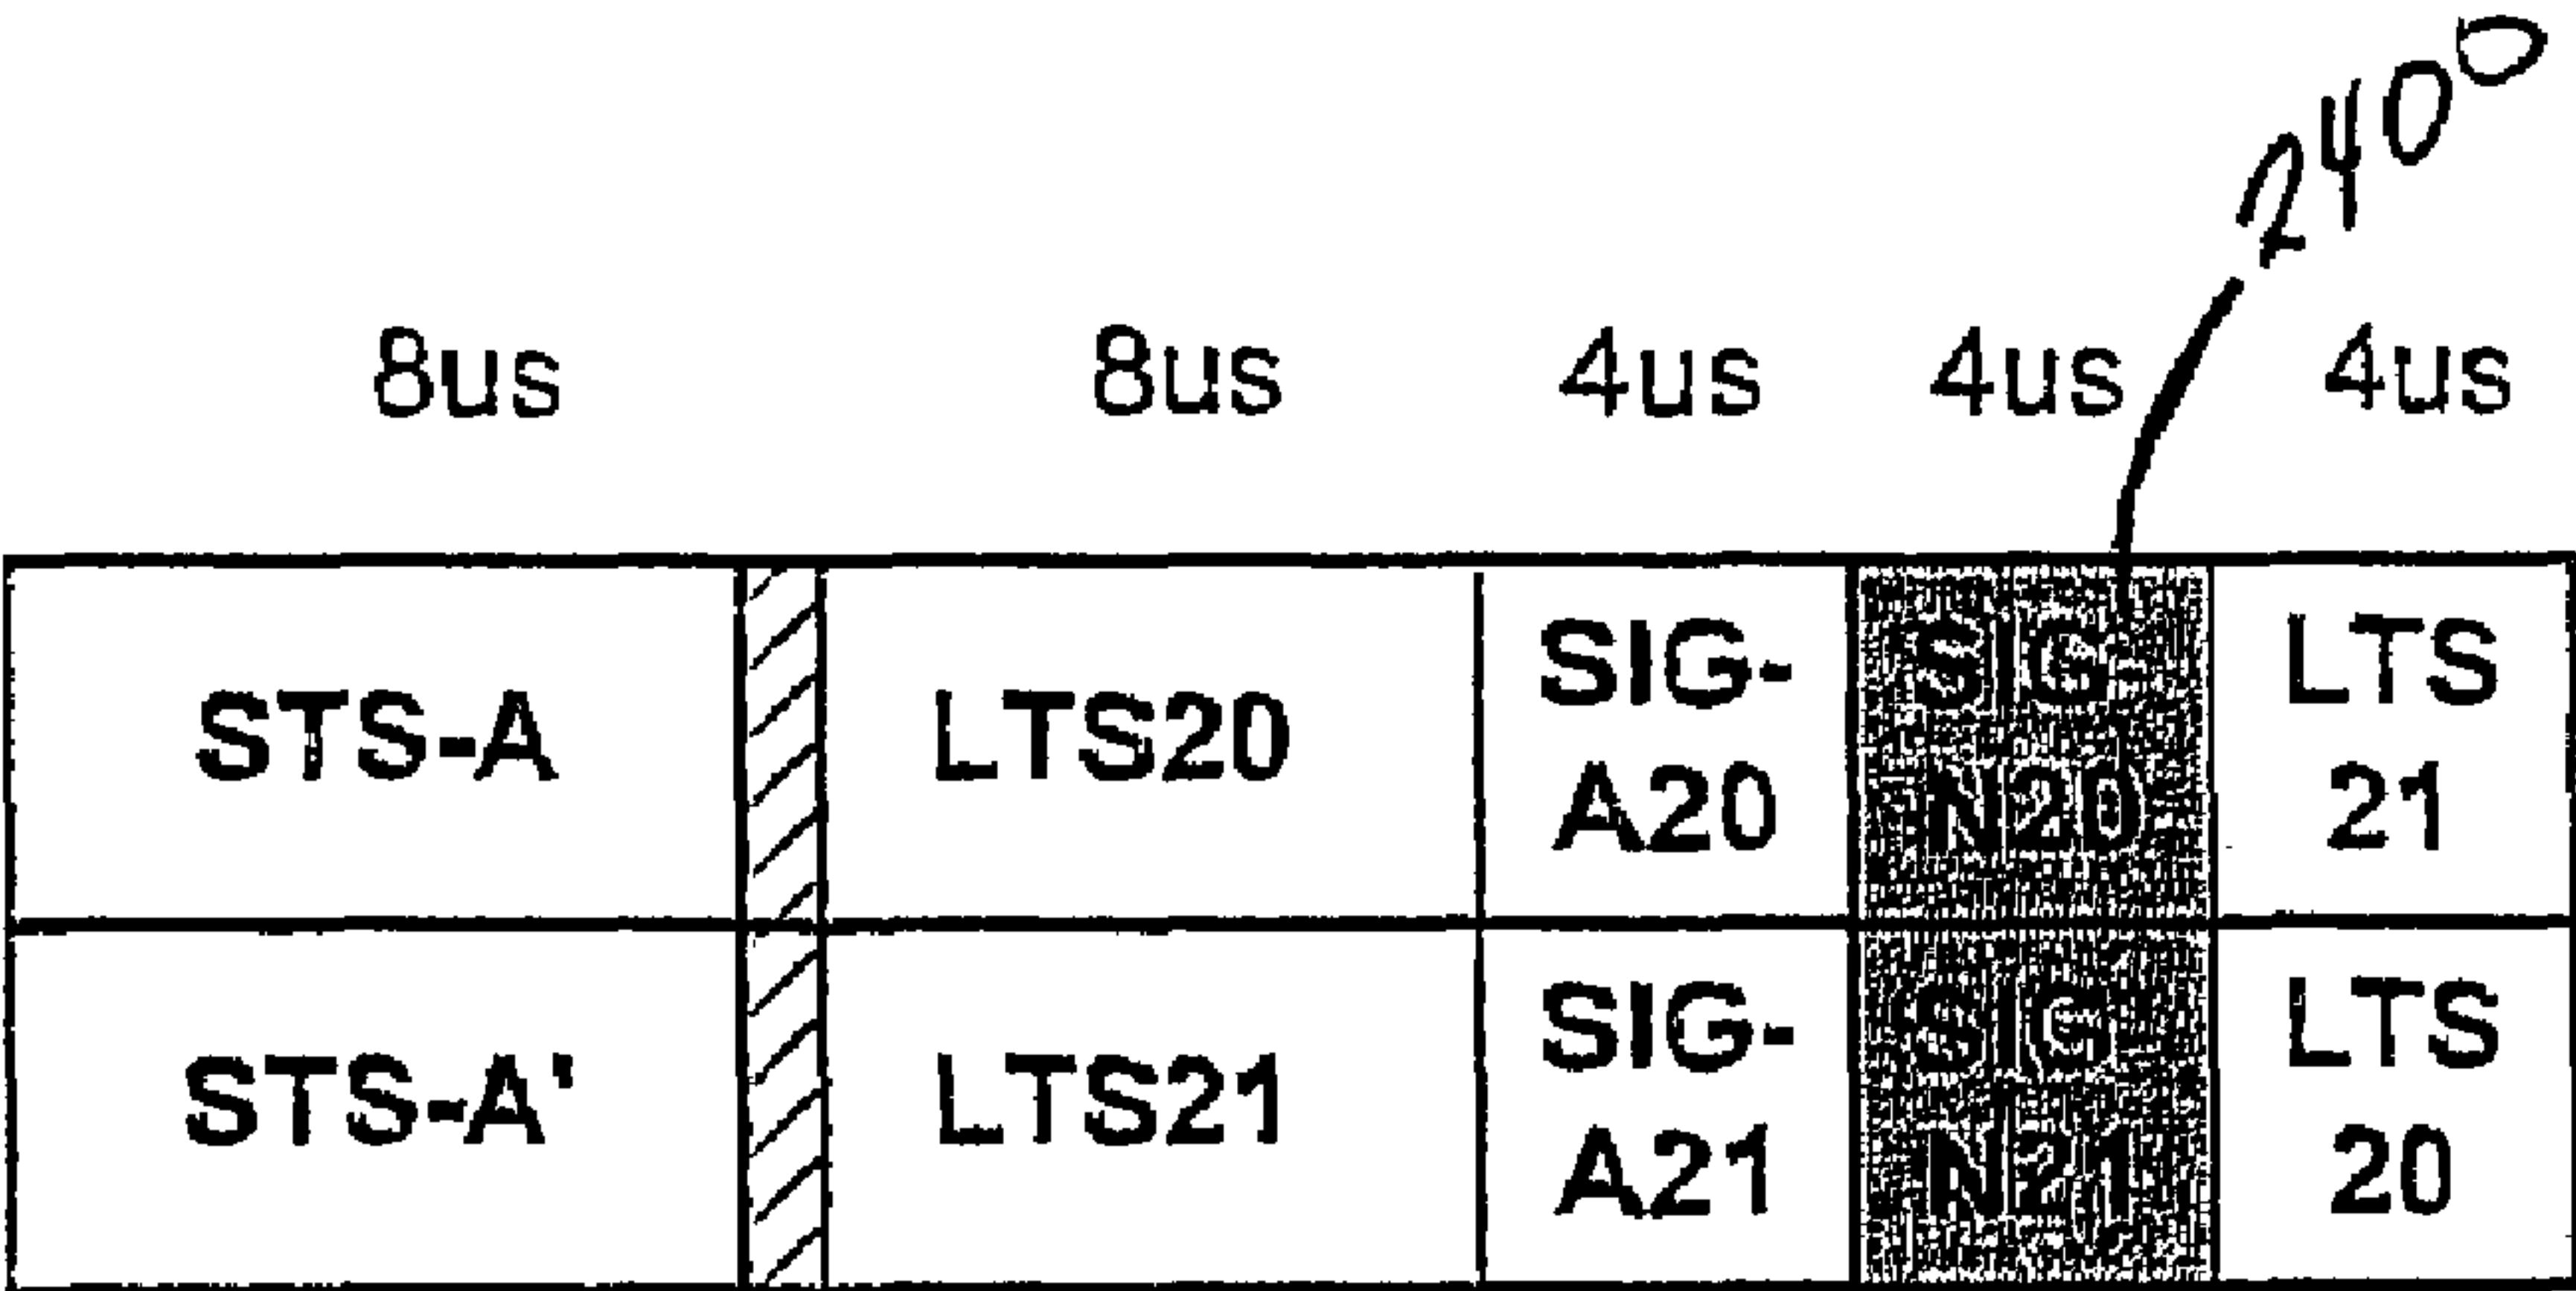 2400
8us 8us 4us 4us 4us
STS-A LTS20 SIG-A20 SIG-N20 LTS 21
STS-A' LTS21 SIG-A21 SIG-N21 LTS 20